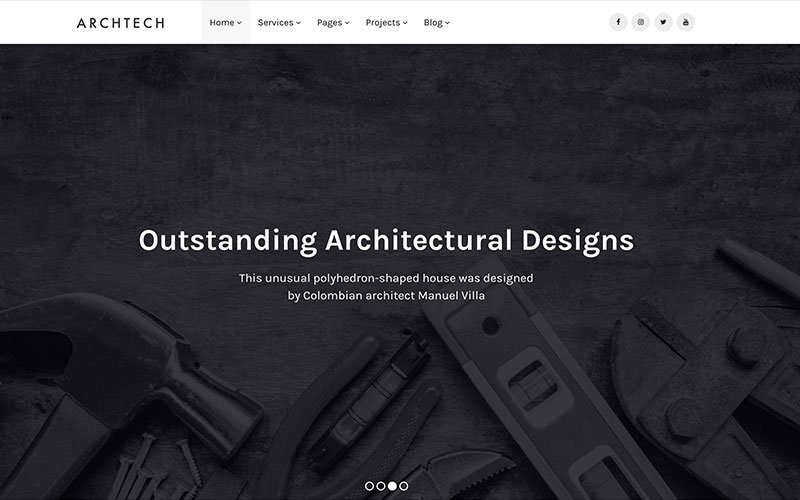 ARCHTECH
Home Services Pages Projects Blog
Outstanding Architectural Designs
This unusual polyhedron-shaped house was designed
by Colombian architect Manuel Villa